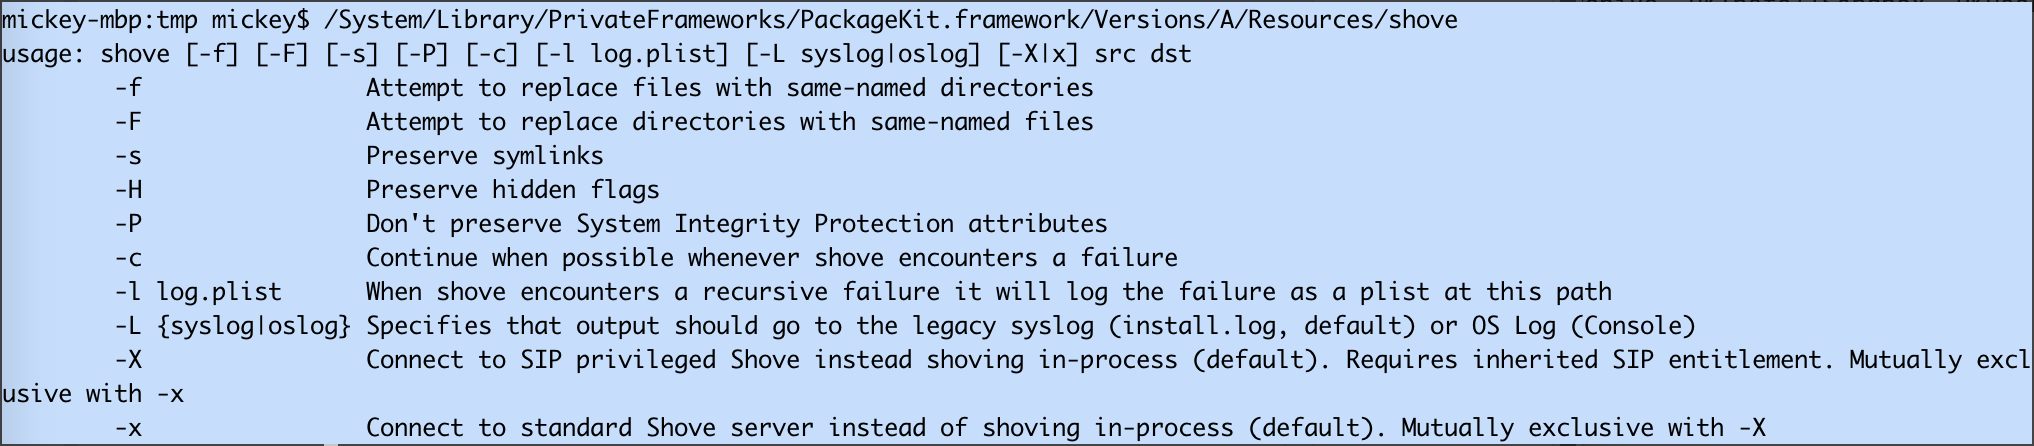 mickey-mbp:tmp mickey$ /System/Library/PrivateFrameworks/PackageKit.framework/Versions/A/Resources/shove
usage: shove [-f] [-F] [-s] [-P] [-c] [-l log.plist] [-L syslog|oslog] [-X|x] src dst
-f Attempt to replace files with same-named directories
-F Attempt to replace directories with same-named files
-s Preserve symlinks
-H Preserve hidden flags
-P Don't preserve System Integrity Protection attributes
-c Continue when possible whenever shove encounters a failure
-l log.plist When shove encounters a recursive failure it will log the failure as a plist at this path
-L {syslog|oslog} Specifies that output should go to the legacy syslog (install.log, default) or OS Log (Console)
-X Connect to SIP privileged Shove instead shoving in-process (default). Requires inherited SIP entitlement. Mutually excl
usive with -x
-x Connect to standard Shove server instead of shoving in-process (default). Mutually exclusive with -X